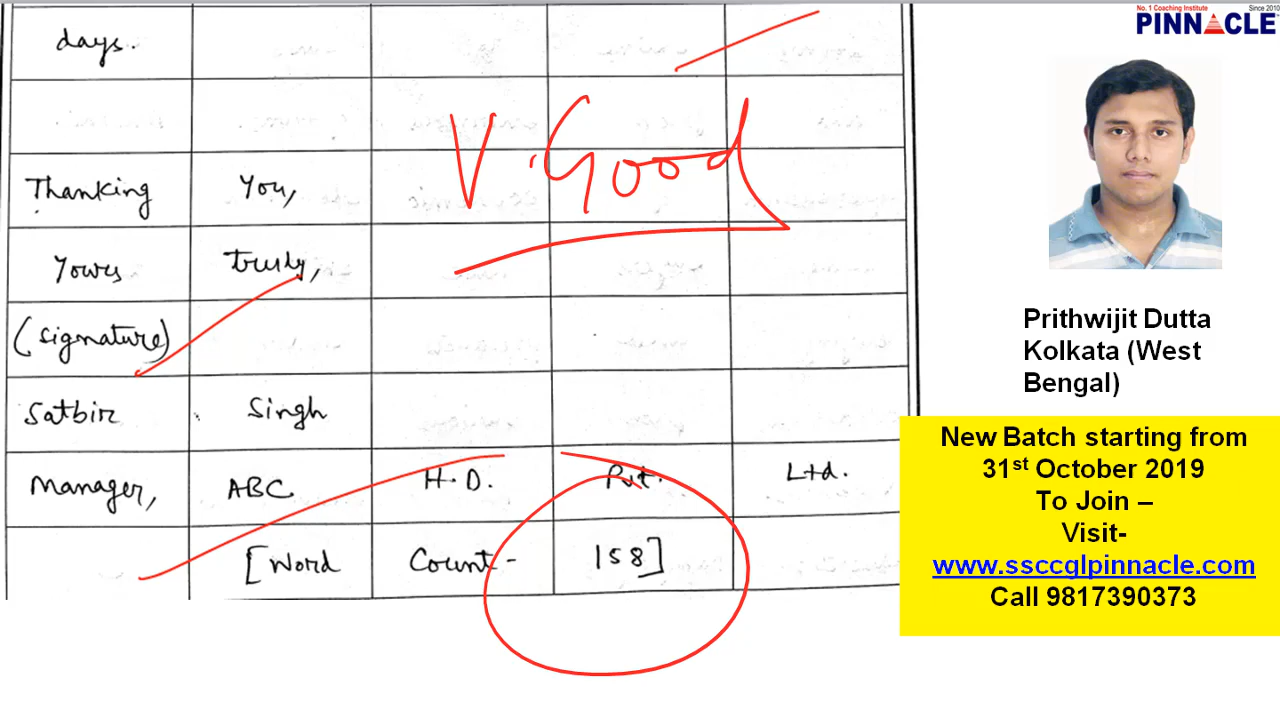 No. 1 Coaching Institute
Since 2010
PINNACLE
days.
V. Good
Thanking You,
Yours truly,
(Signature)
Satbir Singh
Manager, ABC H.D. Pvt. Ltd.
[Word Count - 158]
Prithwijit Dutta
Kolkata (West
Bengal)
New Batch starting from
31st October 2019
To Join –
Visit-
www.ssccglpinnacle.com
Call 9817390373